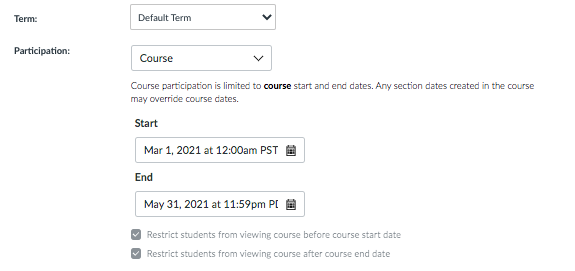 Term:
Default Term
Participation:
Course
Course participation is limited to course start and end dates. Any section dates created in the course
may override course dates.
Start
Mar 1, 2021 at 12:00am PST
End
May 31, 2021 at 11:59pm
Restrict students from viewing course before course start date
Restrict students from viewing course after course end date